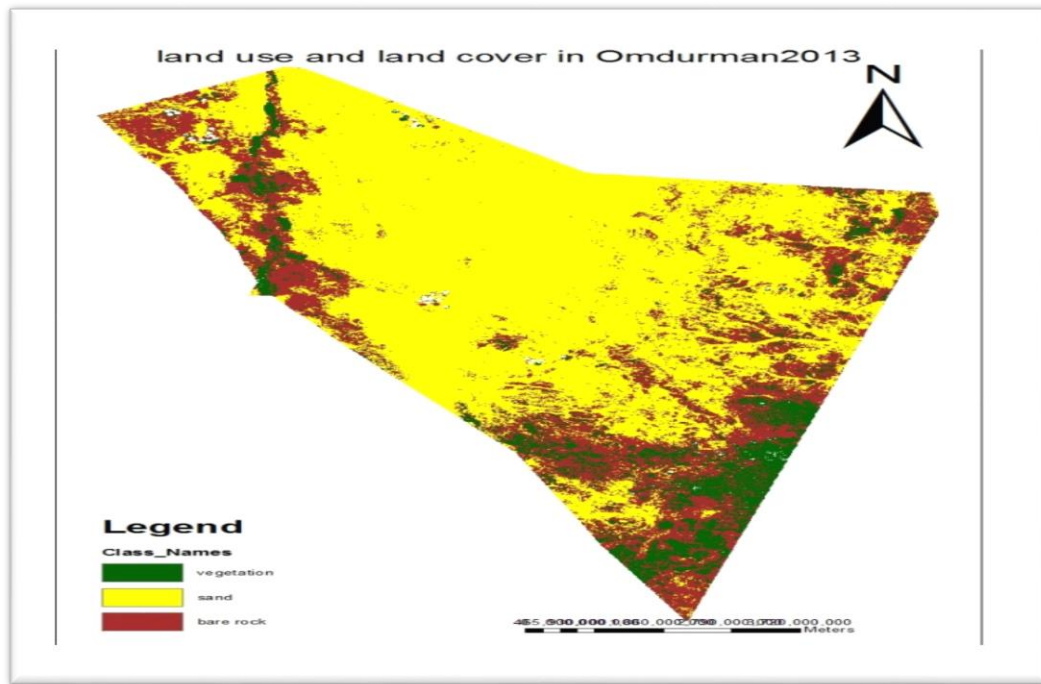 land use and land cover in Omdurman2013
N
Legend
Class_Names
vegetation
sand
bare rock
Meters